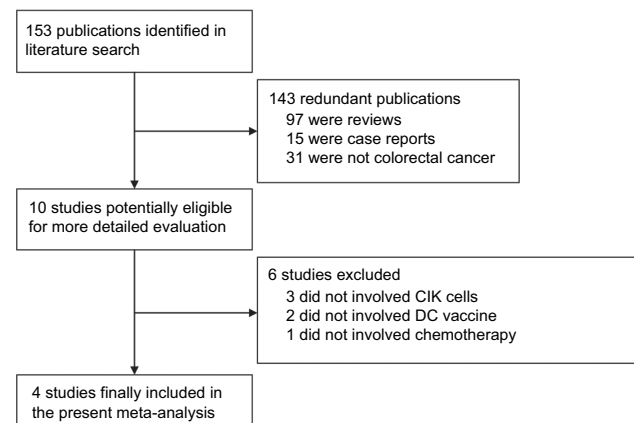 153 publications identified in
literature search
143 redundant publications
97 were reviews
15 were case reports
31 were not colorectal cancer
10 studies potentially eligible
for more detailed evaluation
6 studies excluded
3 did not involved CIK cells
2 did not involved DC vaccine
1 did not involved chemotherapy
4 studies finally included in
the present meta-analysis